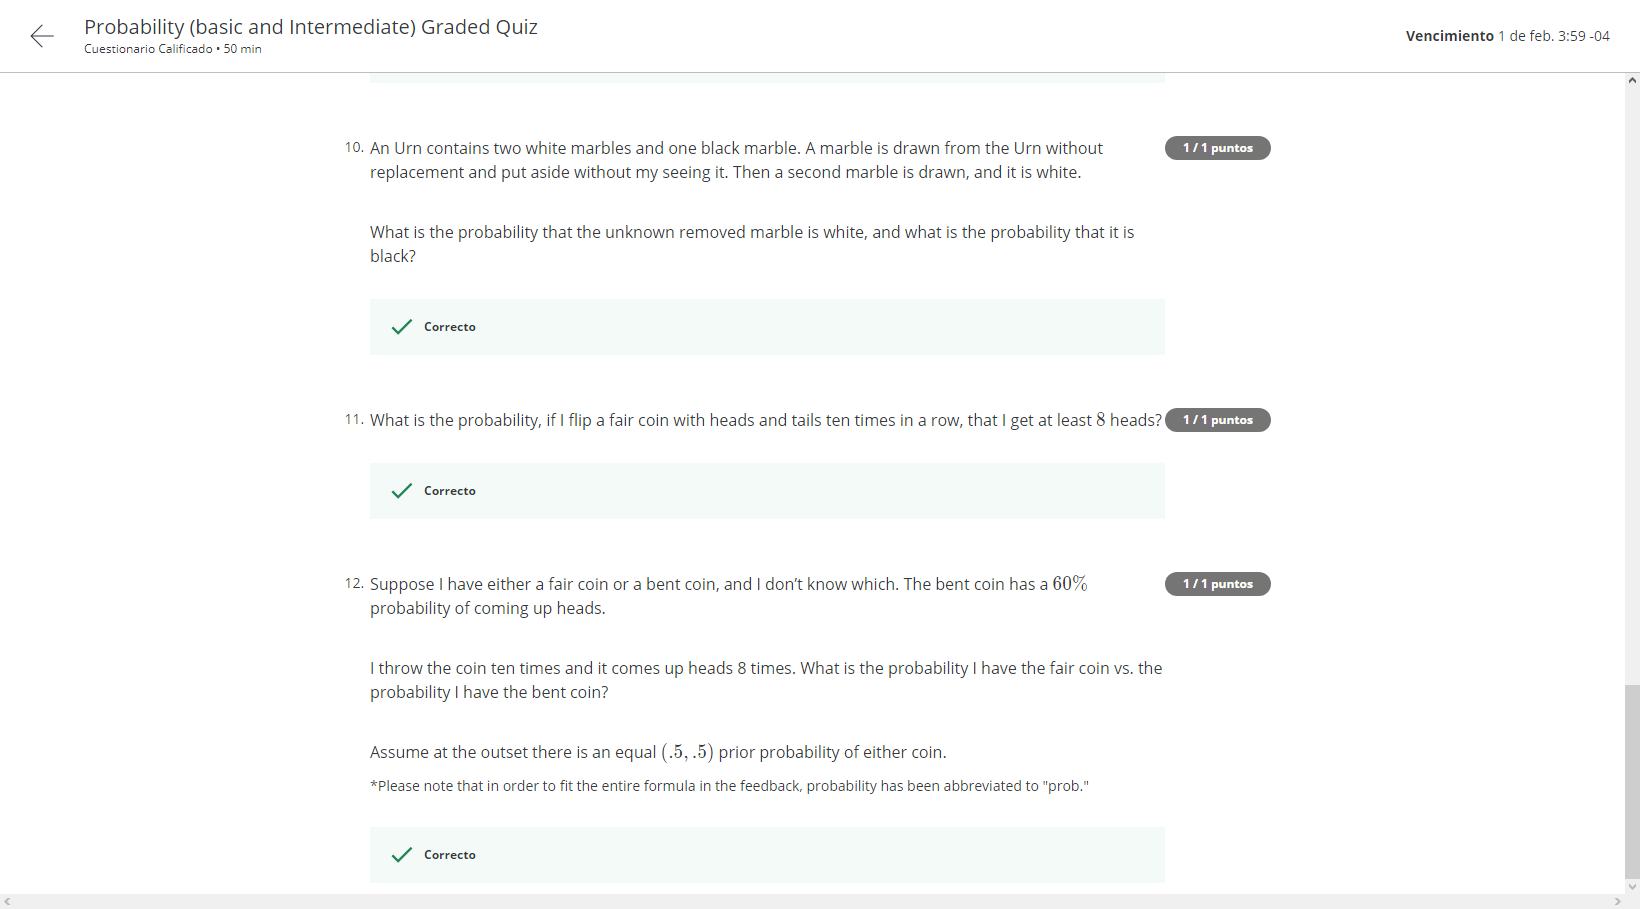 Probability (basic and Intermediate) Graded Quiz
Cuestionario Calificado • 50 min
Vencimiento 1 de feb. 3:59 -04
10. An Urn contains two white marbles and one black marble. A marble is drawn from the Urn without
replacement and put aside without my seeing it. Then a second marble is drawn, and it is white.
1 / 1 puntos
What is the probability that the unknown removed marble is white, and what is the probability that it is
black?
Correcto
11. What is the probability, if I flip a fair coin with heads and tails ten times in a row, that I get at least 8 heads?
1 / 1 puntos
Correcto
12. Suppose I have either a fair coin or a bent coin, and I don’t know which. The bent coin has a 60%
probability of coming up heads.
1 / 1 puntos
I throw the coin ten times and it comes up heads 8 times. What is the probability I have the fair coin vs. the
probability I have the bent coin?
Assume at the outset there is an equal (.5, .5) prior probability of either coin.
*Please note that in order to fit the entire formula in the feedback, probability has been abbreviated to "prob."
Correcto